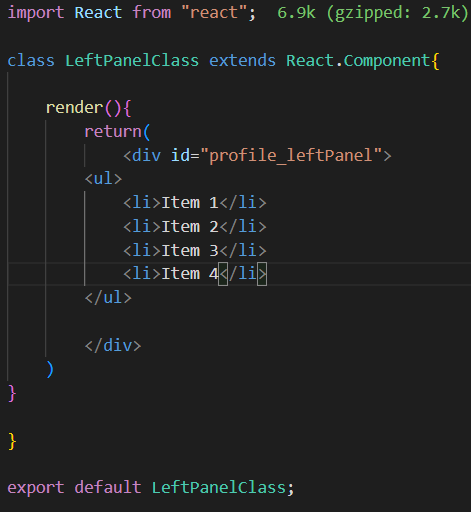 import React from "react";  6.9k (gzipped: 2.7k)
class LeftPanelClass extends React.Component{
render(){
return(
<div id="profile_leftPanel">
<ul>
<li>Item 1</li>
<li>Item 2</li>
<li>Item 3</li>
<li>Item 4</li>
</ul>
</div>
)
}
}
export default LeftPanelClass;